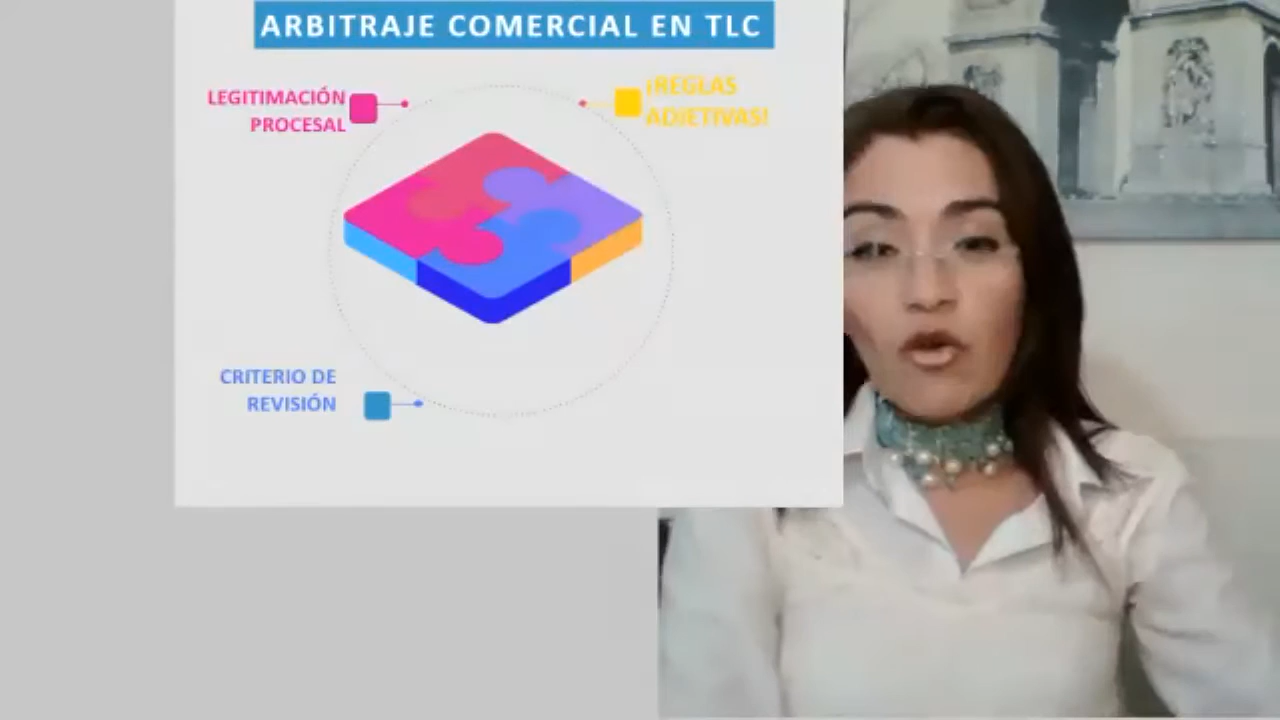 ARBITRAJE COMERCIAL EN TLC
LEGITIMACIÓN
PROCESAL
¡REGLAS
ADJETIVAS!
CRITERIO DE
REVISIÓN